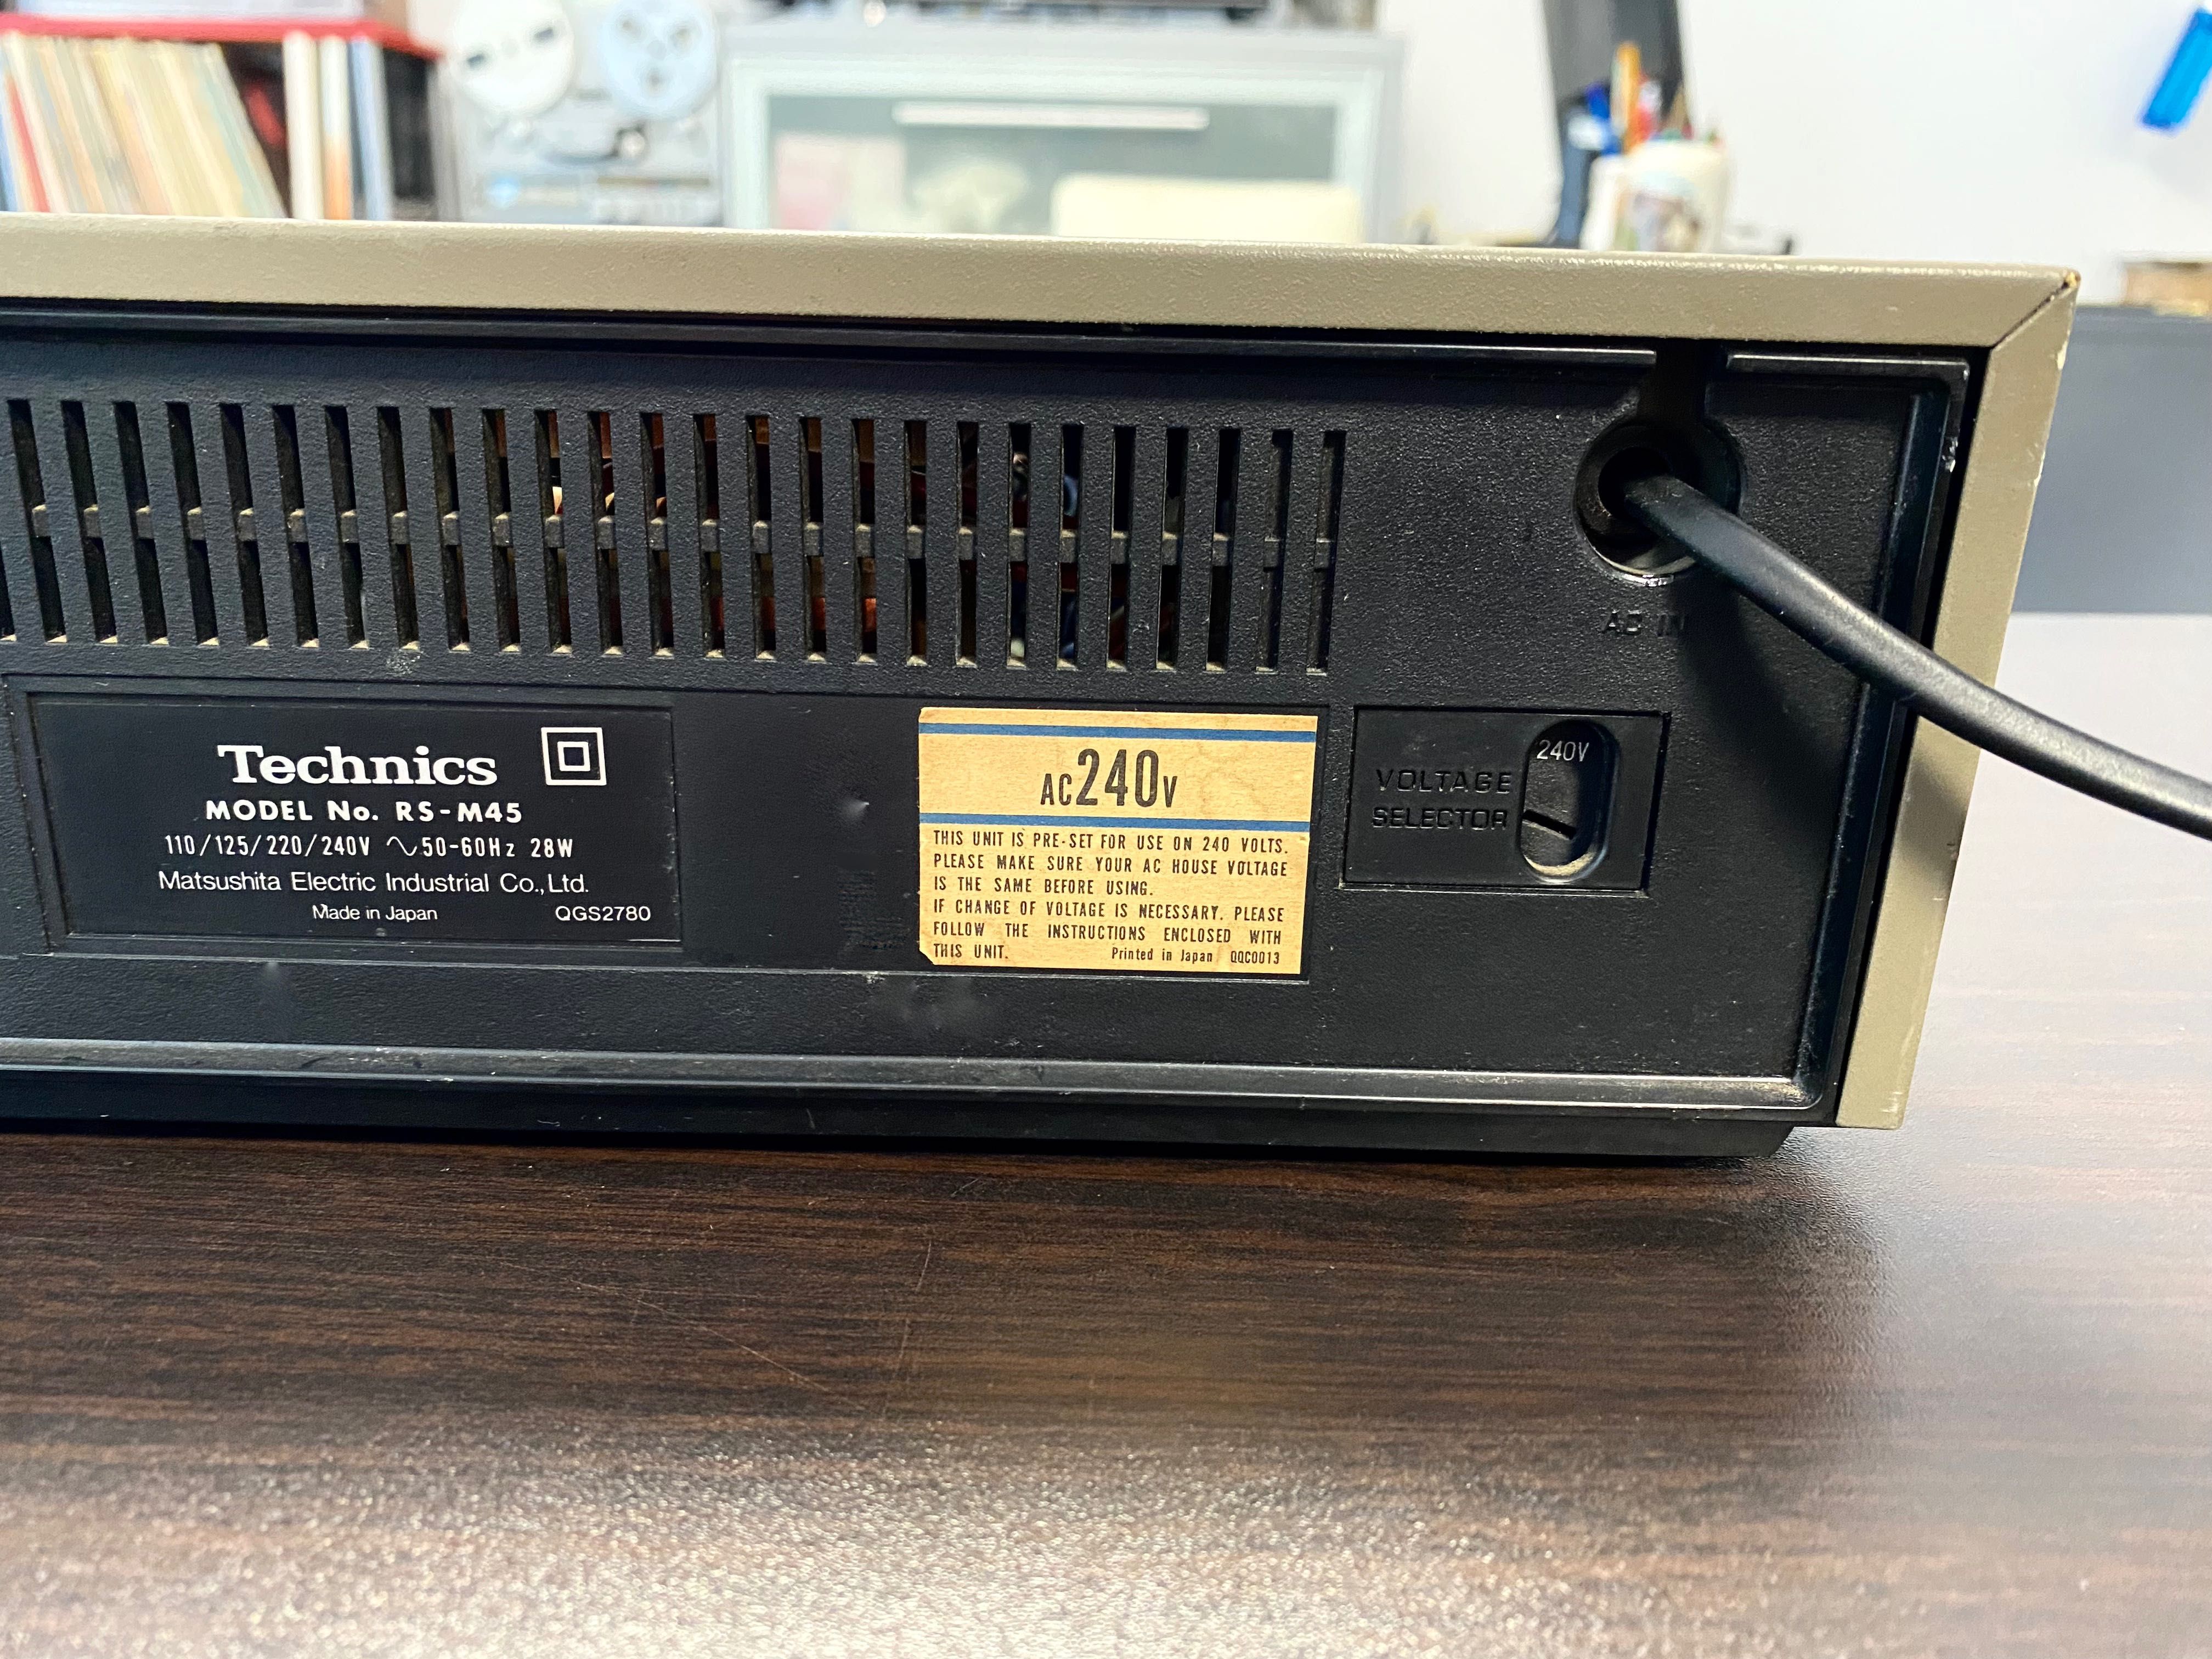 AC IN
Technics
MODEL No. RS-M45
110/125/220/240V ∿ 50-60Hz 28W
Matsushita Electric Industrial Co., Ltd.
Made in Japan QGS2780
AC240V
THIS UNIT IS PRE-SET FOR USE ON 240 VOLTS.
PLEASE MAKE SURE YOUR AC HOUSE VOLTAGE
IS THE SAME BEFORE USING.
IF CHANGE OF VOLTAGE IS NECESSARY. PLEASE
FOLLOW THE INSTRUCTIONS ENCLOSED WITH
THIS UNIT. Printed in Japan QQC0013
VOLTAGE
SELECTOR
240V